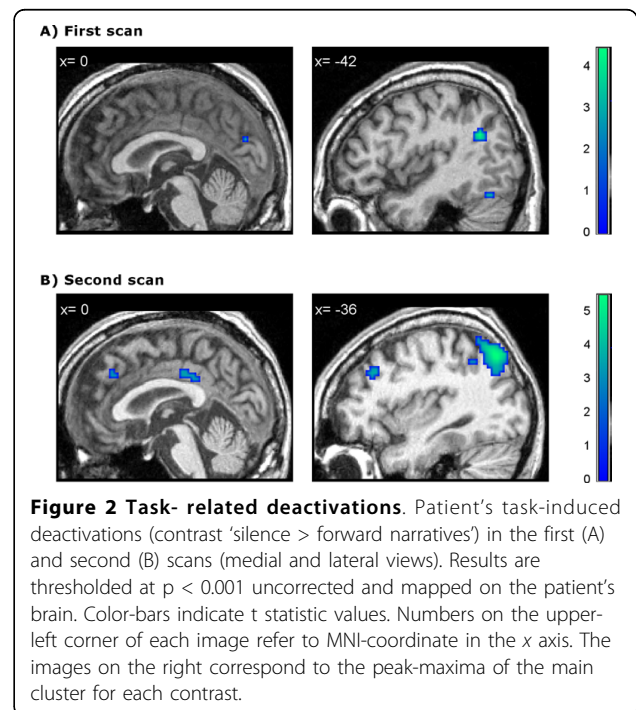 A) First scan
x= 0
x= -42
4
3
2
1
0
B) Second scan
x= 0
x= -36
5
4
3
2
1
0
Figure 2 Task- related deactivations. Patient's task-induced
deactivations (contrast 'silence > forward narratives') in the first (A)
and second (B) scans (medial and lateral views). Results are
thresholded at p < 0.001 uncorrected and mapped on the patient's
brain. Color-bars indicate t statistic values. Numbers on the upper-
left corner of each image refer to MNI-coordinate in the x axis. The
images on the right correspond to the peak-maxima of the main
cluster for each contrast.